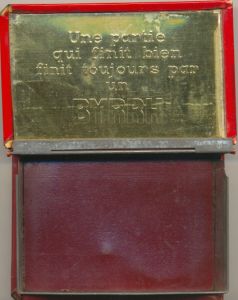 Une partie
qui finit bien
finit toujours par
un
BYRRH